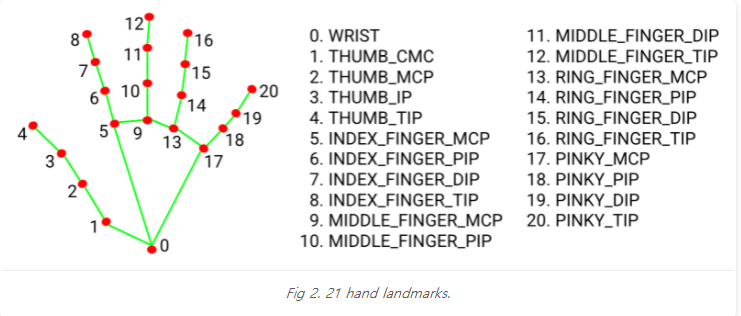 12
8
16
11
7
15
10
20
6
14
19
4
5
9
13
18
3
17
2
1
0
0. WRIST
1. THUMB_CMC
2. THUMB_MCP
3. THUMB_IP
4. THUMB_TIP
5. INDEX_FINGER_MCP
6. INDEX_FINGER_PIP
7. INDEX_FINGER_DIP
8. INDEX_FINGER_TIP
9. MIDDLE_FINGER_MCP
10. MIDDLE_FINGER_PIP
11. MIDDLE_FINGER_DIP
12. MIDDLE_FINGER_TIP
13. RING_FINGER_MCP
14. RING_FINGER_PIP
15. RING_FINGER_DIP
16. RING_FINGER_TIP
17. PINKY_MCP
18. PINKY_PIP
19. PINKY_DIP
20. PINKY_TIP
Fig 2. 21 hand landmarks.